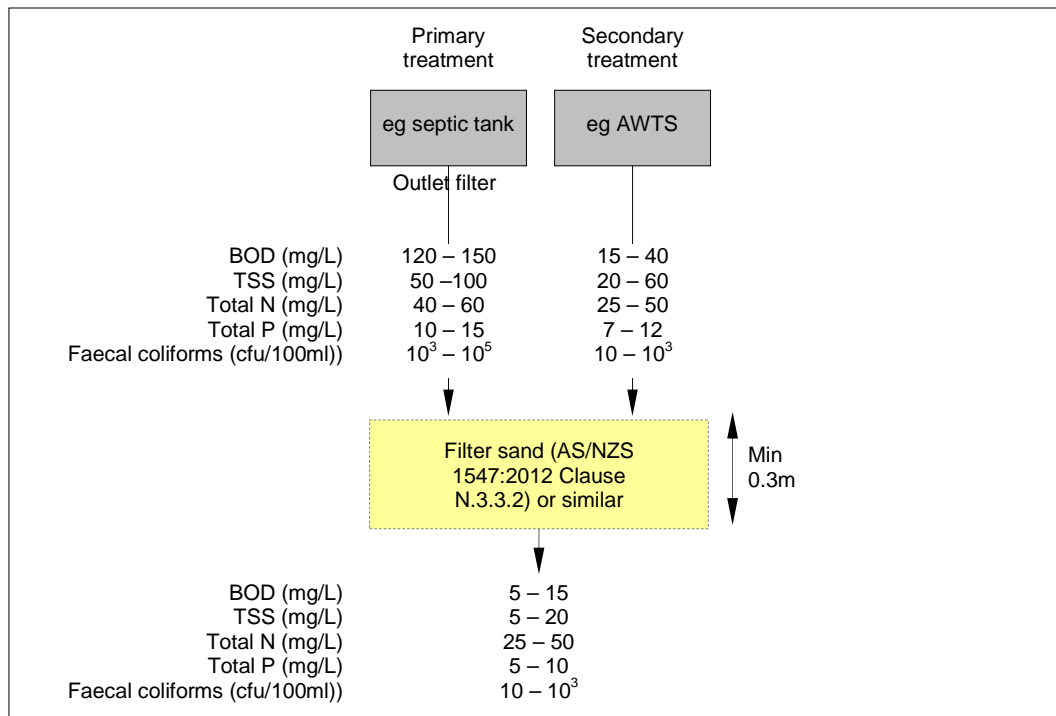 Primary treatment
Secondary treatment
eg septic tank
eg AWTS
Outlet filter
BOD (mg/L) 120 – 150 15 – 40
TSS (mg/L) 50 –100 20 – 60
Total N (mg/L) 40 – 60 25 – 50
Total P (mg/L) 10 – 15 7 – 12
Faecal coliforms (cfu/100ml)) 10³ – 10⁵ 10 – 10³
Filter sand (AS/NZS
1547:2012 Clause
N.3.3.2) or similar
Min
0.3m
BOD (mg/L) 5 – 15
TSS (mg/L) 5 – 20
Total N (mg/L) 25 – 50
Total P (mg/L) 5 – 10
Faecal coliforms (cfu/100ml)) 10 – 10³